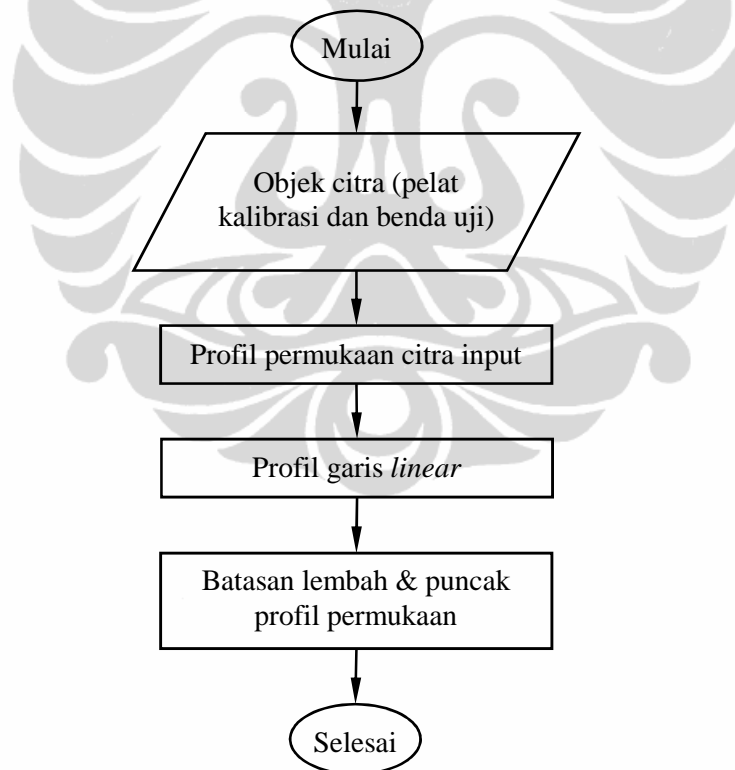 Mulai
Objek citra (pelat
kalibrasi dan benda uji)
Profil permukaan citra input
Profil garis linear
Batasan lembah & puncak
profil permukaan
Selesai